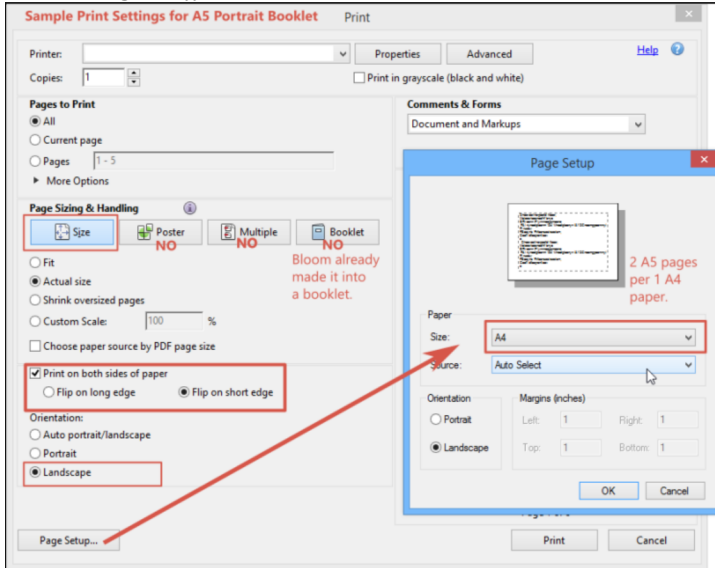 Sample Print Settings for A5 Portrait Booklet Print
Printer: Properties Advanced Help
Copies: 1 Print in grayscale (black and white)
Pages to Print
All
Current page
Pages 1 - 5
More Options
Comments & Forms
Document and Markups
Page Sizing & Handling
Size Poster Multiple Booklet
NO NO NO
Bloom already
made it into
a booklet.
Fit
Actual size
Shrink oversized pages
Custom Scale: 100 %
Choose paper source by PDF page size
Print on both sides of paper
Flip on long edge Flip on short edge
Orientation:
Auto portrait/landscape
Portrait
Landscape
Page Setup...
Page Setup
2 A5 pages
per 1 A4
paper.
Paper
Size: A4
Source: Auto Select
Orientation
Portrait
Landscape
Margins (inches)
Left: 1 Right: 1
Top: 1 Bottom: 1
OK Cancel
Print Cancel